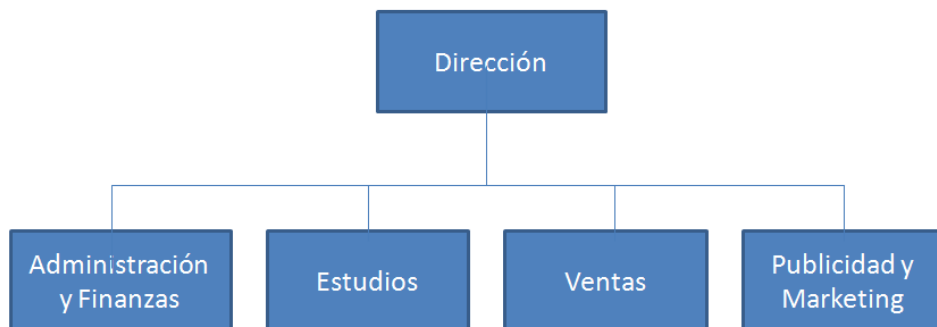 Dirección
Administración
y Finanzas
Estudios
Ventas
Publicidad y
Marketing